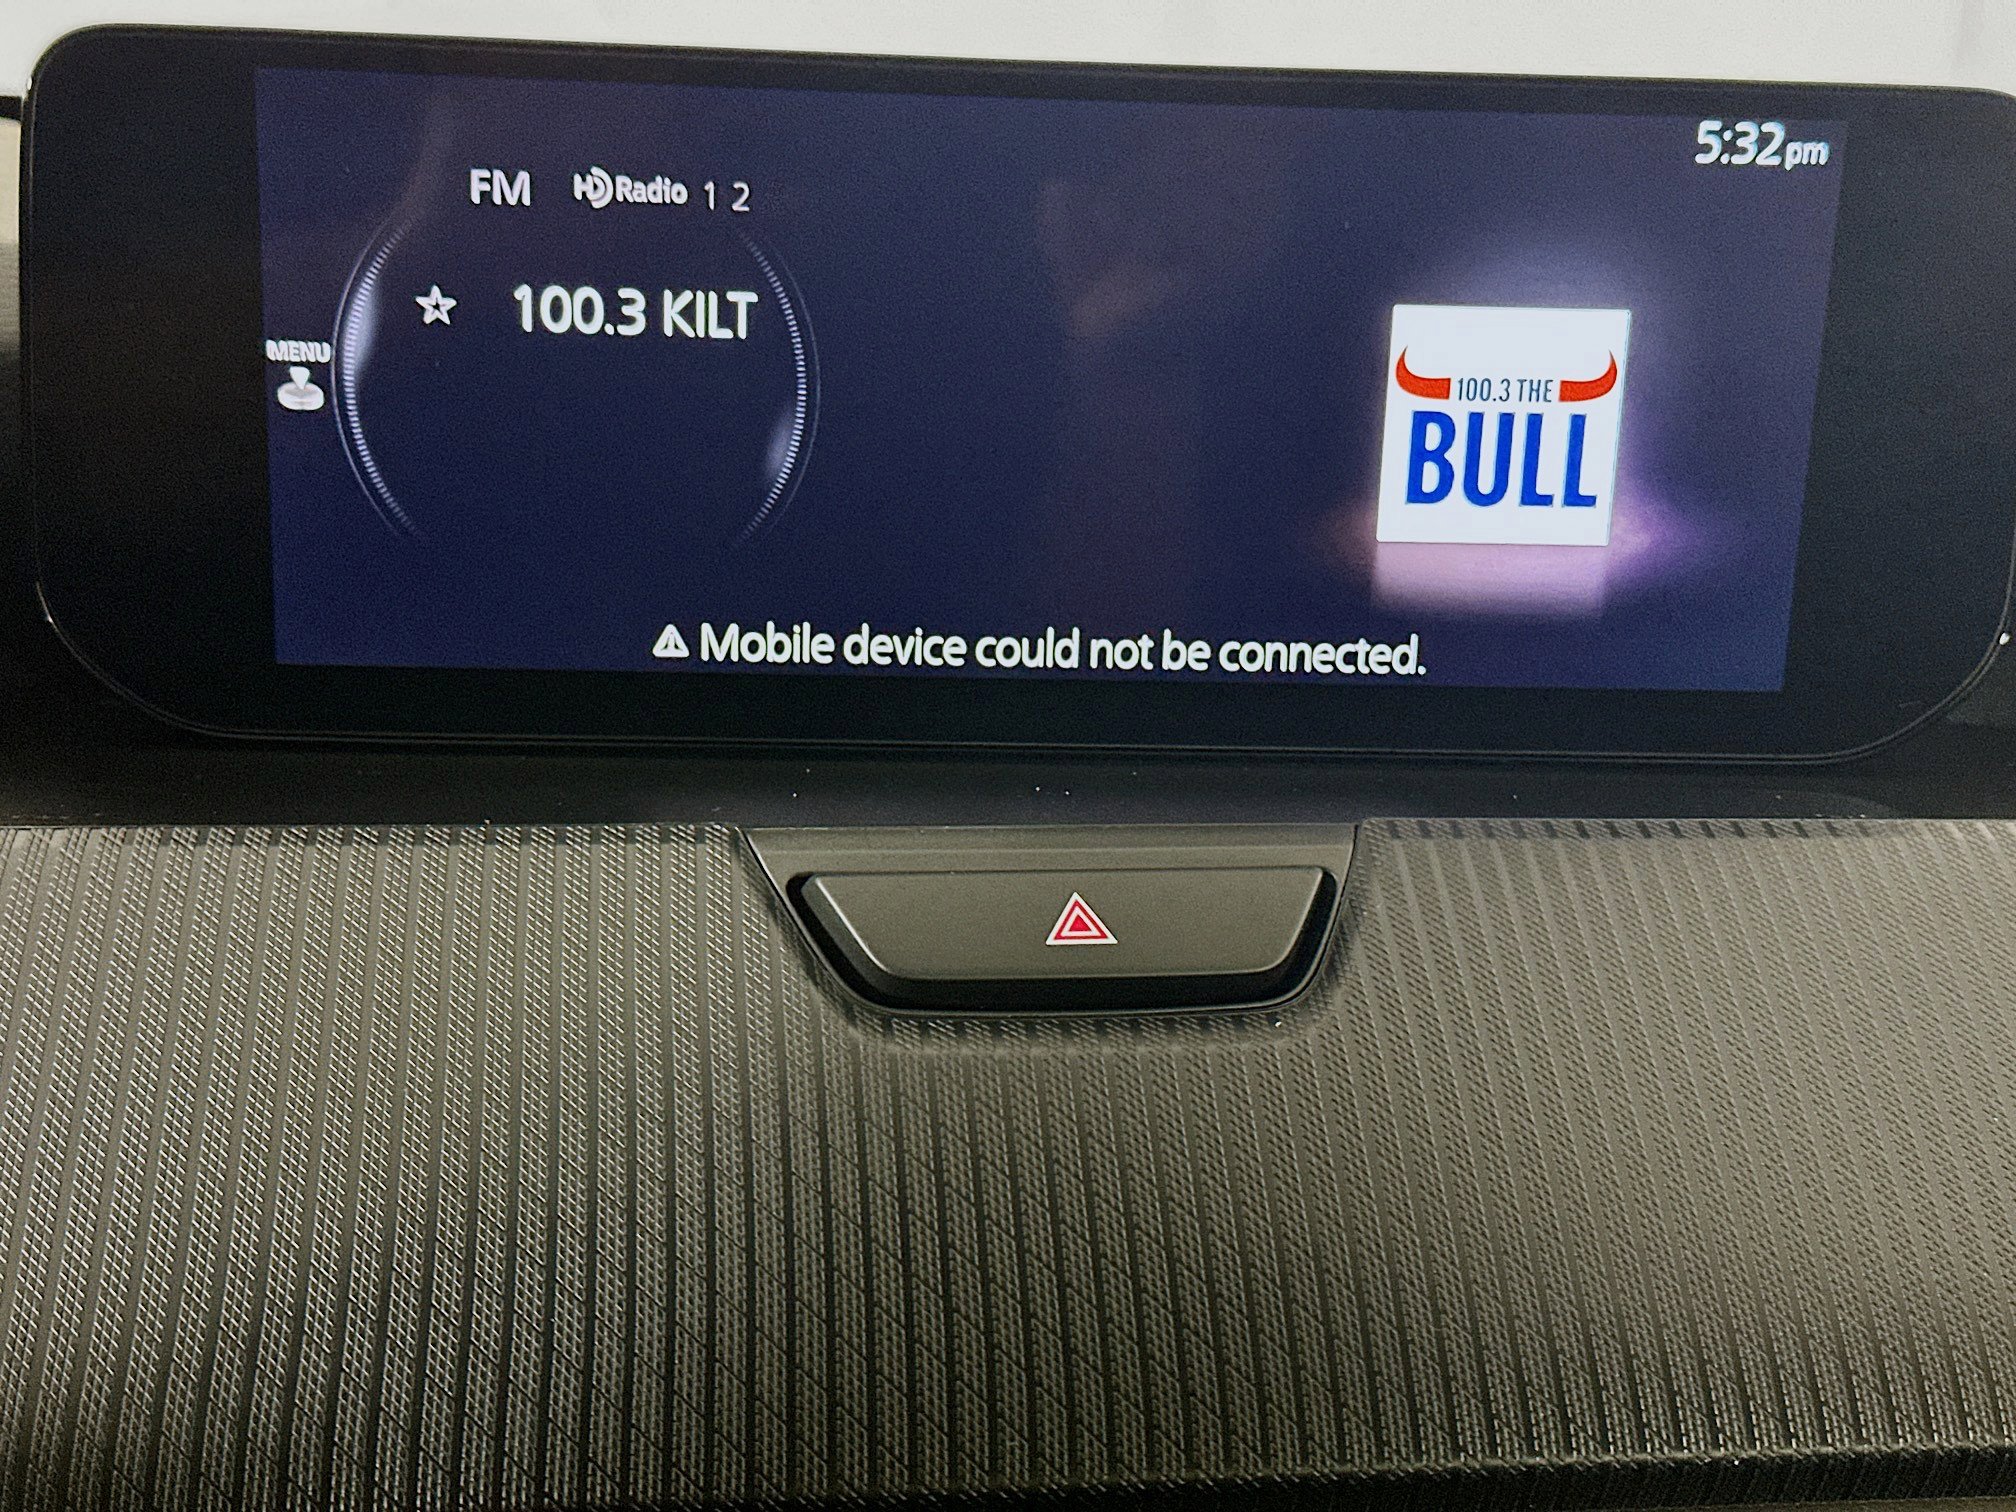 5:32pm
FM HD Radio 1 2
100.3 KILT
MENU
100.3 THE
BULL
Mobile device could not be connected.